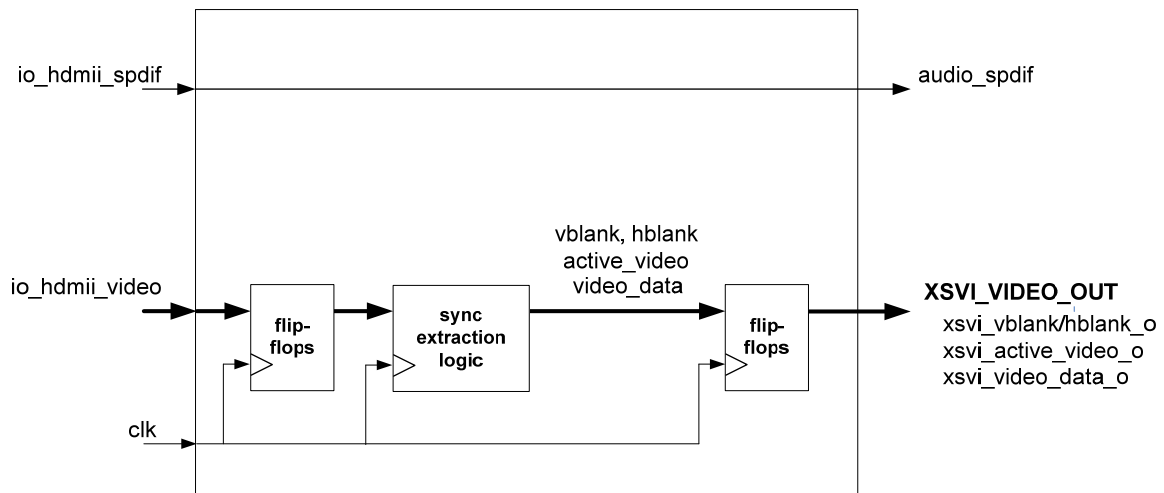 io_hdmii_spdif
audio_spdif
vblank, hblank
active_video
video_data
io_hdmii_video
flip-
flops
sync
extraction
logic
flip-
flops
XSVI_VIDEO_OUT
xsvi_vblank/hblank_o
xsvi_active_video_o
xsvi_video_data_o
clk